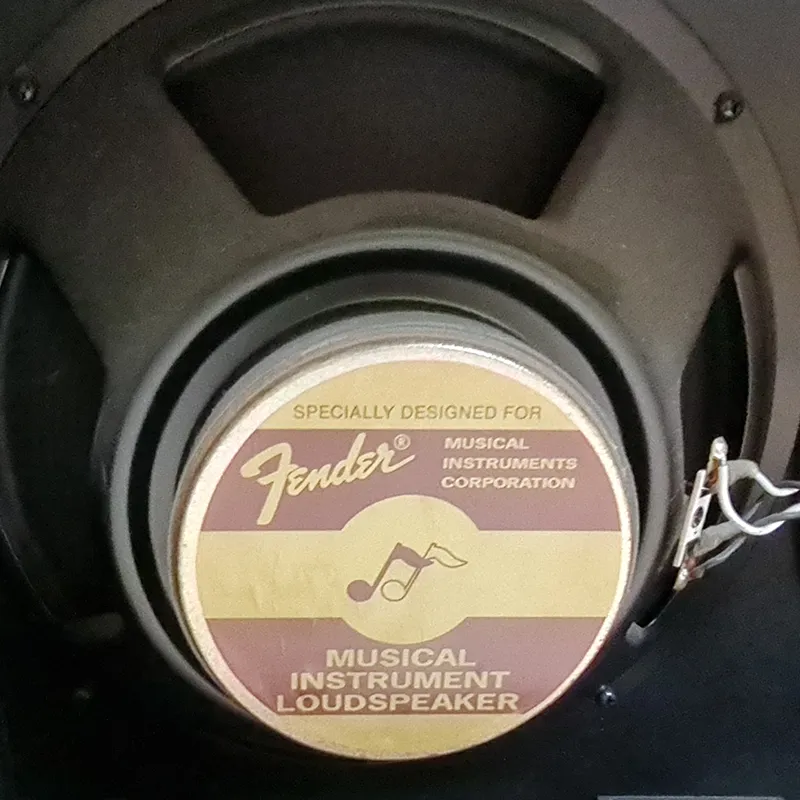 SPECIALLY DESIGNED FOR
Fender®
MUSICAL
INSTRUMENTS
CORPORATION
MUSICAL
INSTRUMENT
LOUDSPEAKER